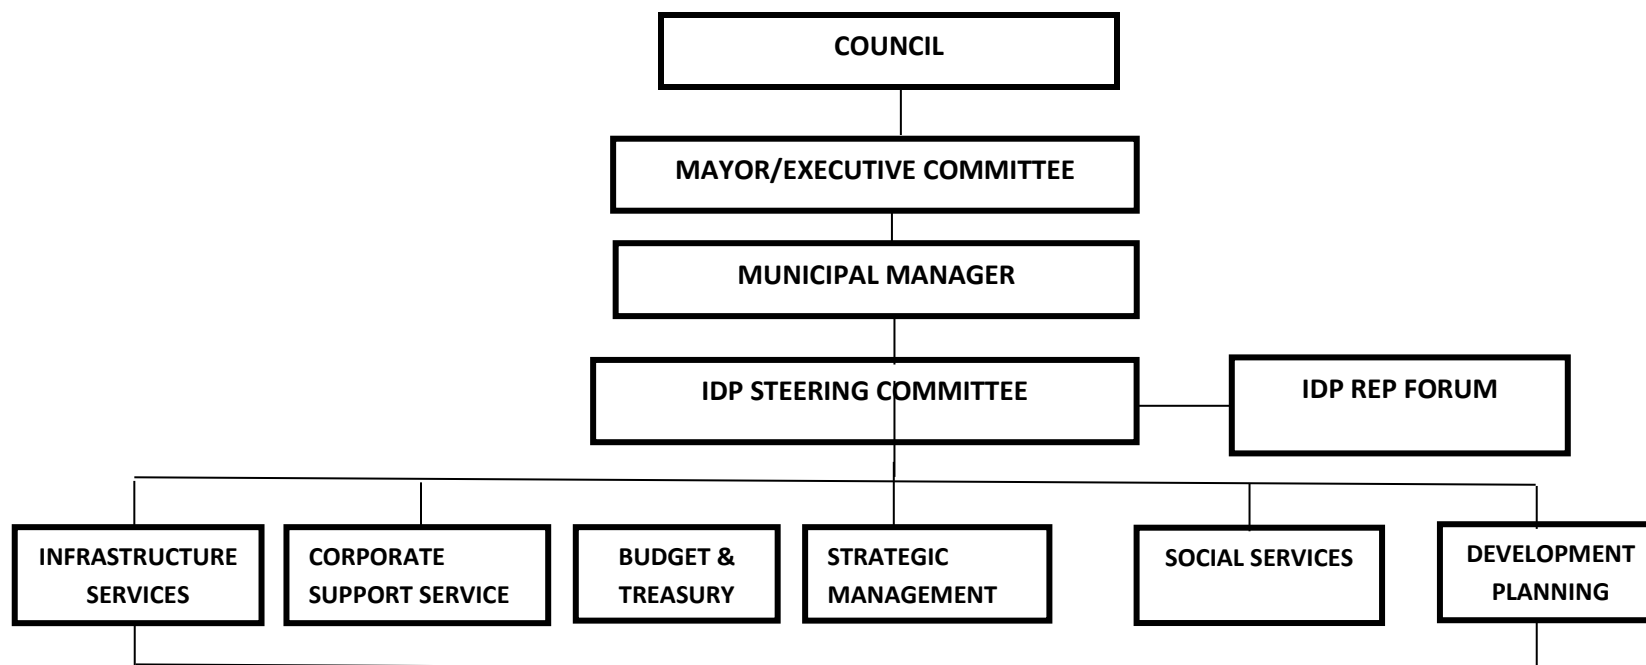 COUNCIL
MAYOR/EXECUTIVE COMMITTEE
MUNICIPAL MANAGER
IDP STEERING COMMITTEE
IDP REP FORUM
INFRASTRUCTURE
SERVICES
CORPORATE
SUPPORT SERVICE
BUDGET &
TREASURY
STRATEGIC
MANAGEMENT
SOCIAL SERVICES
DEVELOPMENT
PLANNING